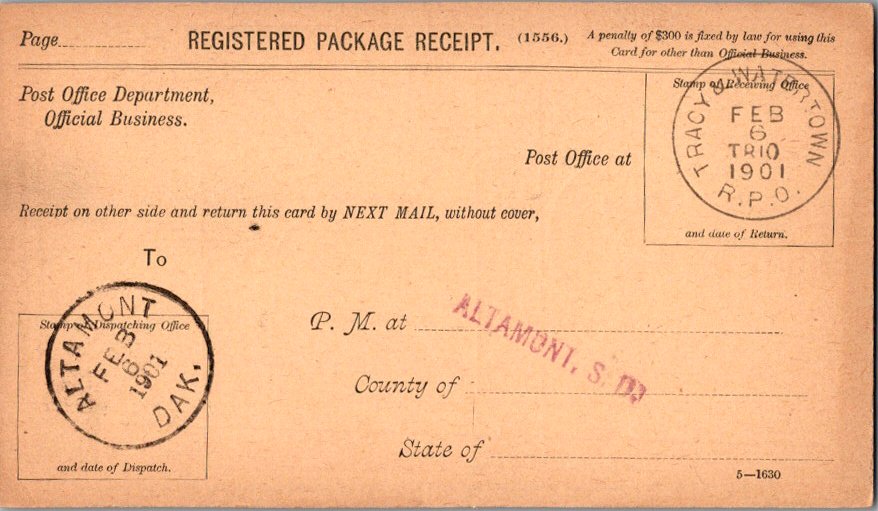 Page
REGISTERED PACKAGE RECEIPT. (1556.)
A penalty of $300 is fixed by law for using this
Card for other than Official Business.
Post Office Department,
Official Business.
Stamp of Receiving Office
TRACY & WATERTOWN
FEB
6
TR10
1901
R.P.O.
and date of Return.
Post Office at
Receipt on other side and return this card by NEXT MAIL, without cover,
To
Stamp of Dispatching Office
ALTAMONT
FEB
6
1901
DAK.
and date of Dispatch.
P. M. at
ALTAMONT, S. D.
County of
State of
5—1630